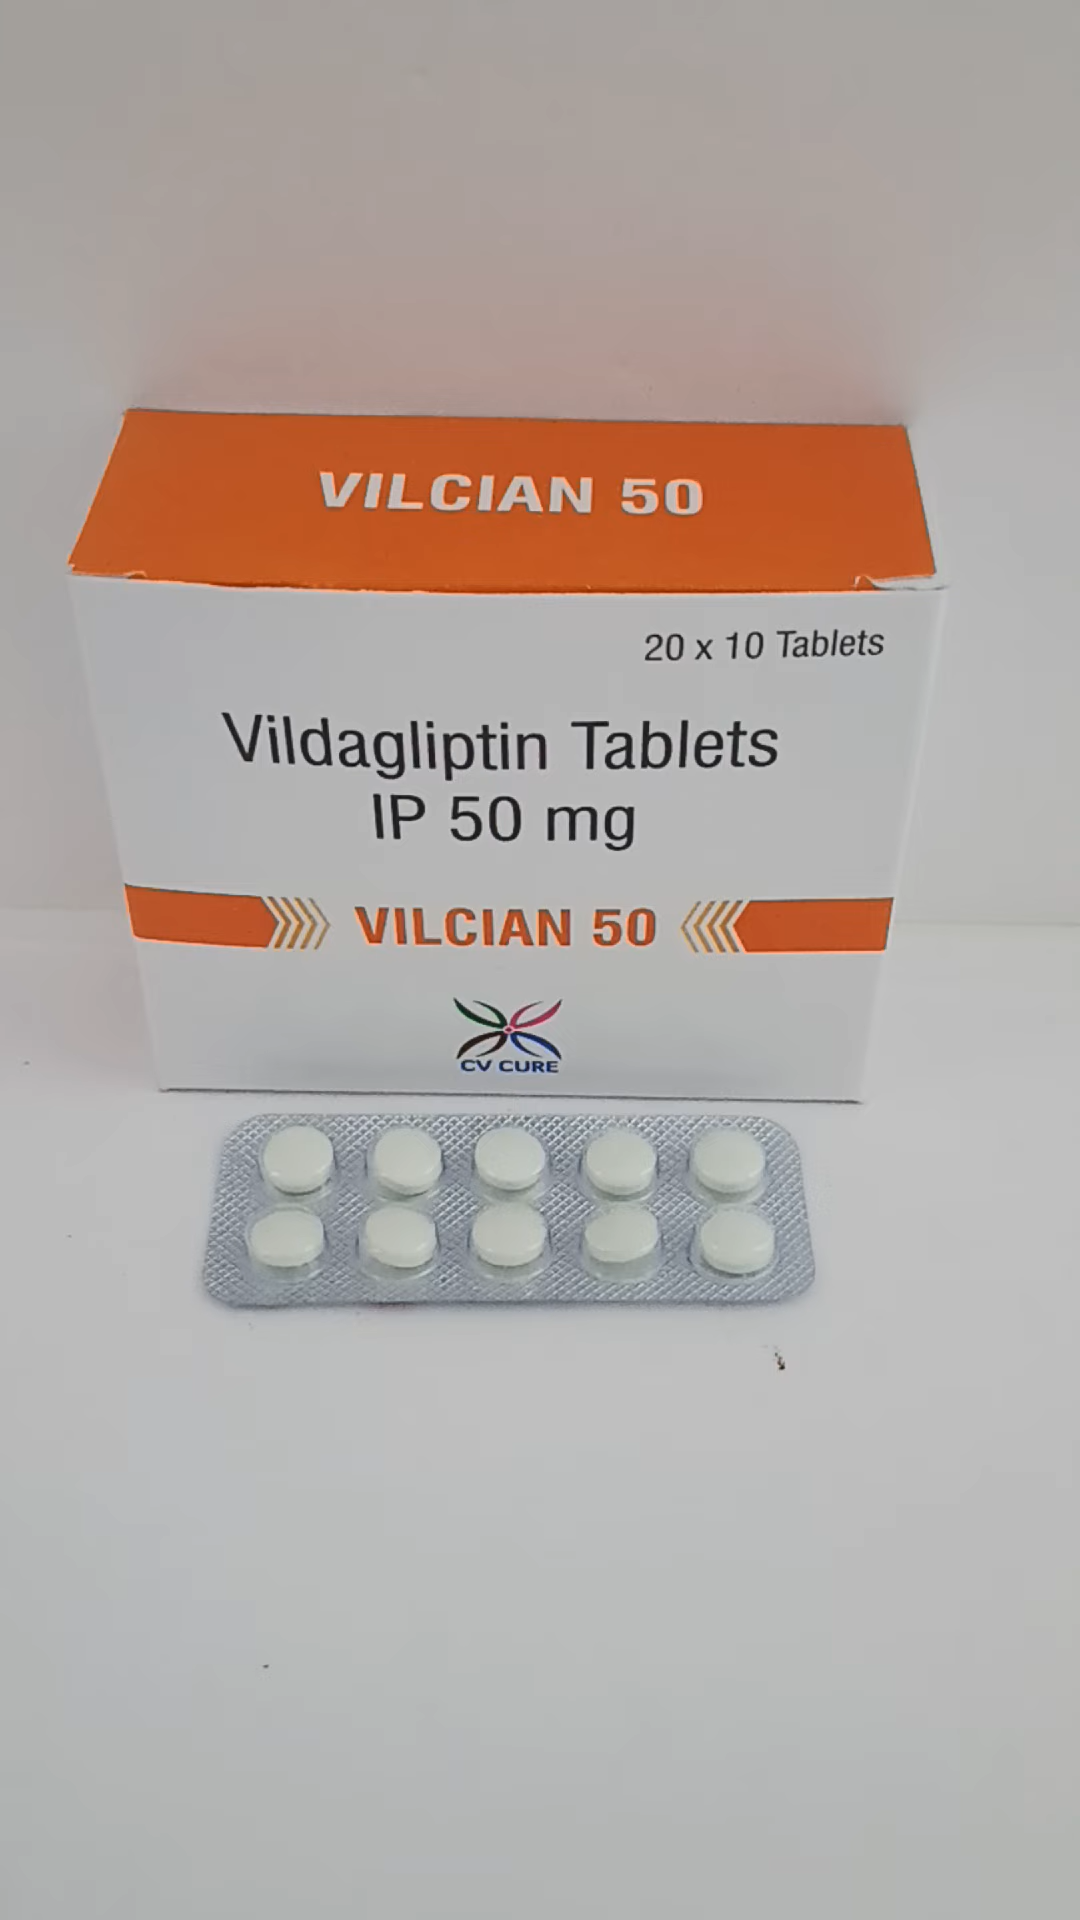 VILCIAN 50
20 x 10 Tablets
Vildagliptin Tablets
IP 50 mg
VILCIAN 50
CV CURE